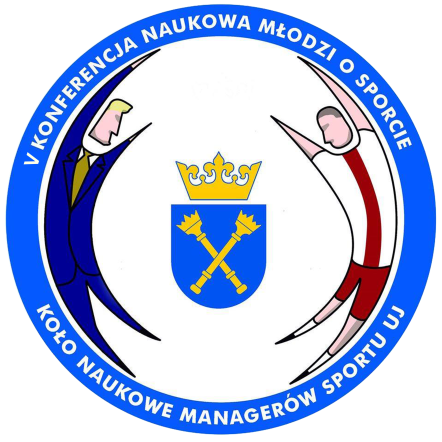 V KONFERENCJA NAUKOWA MŁODZI O SPORCIE
KOŁO NAUKOWE MANAGERÓW SPORTU UJ